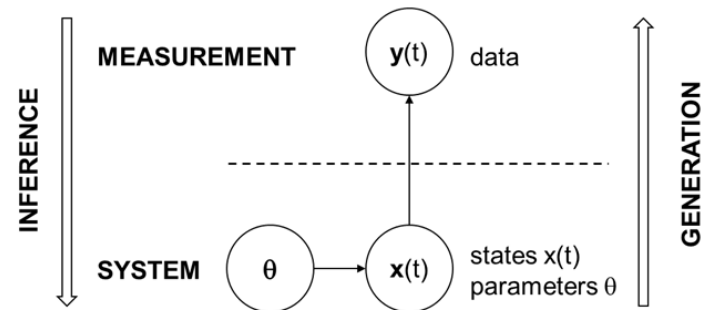 MEASUREMENT
y(t)
data
INFERENCE
GENERATION
SYSTEM
θ
x(t)
states x(t)
parameters θ